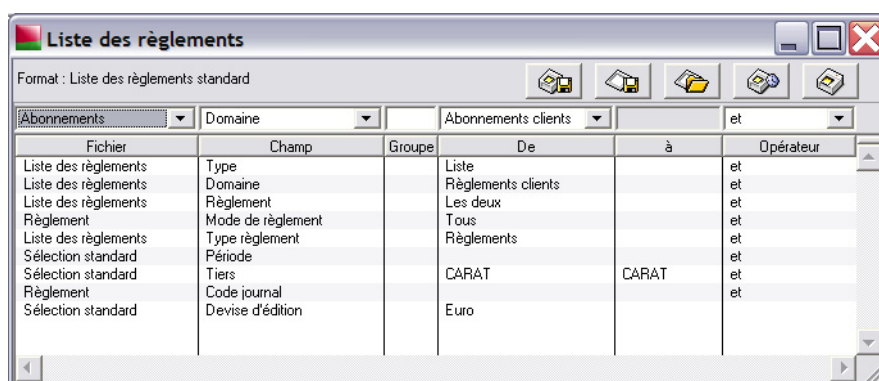 Liste des règlements
Format : Liste des règlements standard
Abonnements Domaine Abonnements clients et
Fichier Champ Groupe De à Opérateur
Liste des règlements Type Liste et
Liste des règlements Domaine Règlements clients et
Liste des règlements Règlement Les deux et
Règlement Mode de règlement Tous et
Liste des règlements Type règlement Règlements et
Sélection standard Période et
Sélection standard Tiers CARAT CARAT et
Règlement Code journal et
Sélection standard Devise d'édition Euro